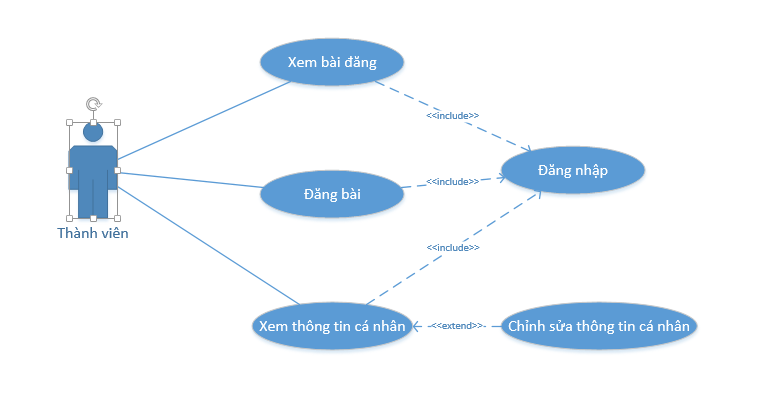 Xem bài đăng
<<include>>
Đăng nhập
Đăng bài
<<include>>
Thành viên
<<include>>
Xem thông tin cá nhân
<<extend>>
Chỉnh sửa thông tin cá nhân